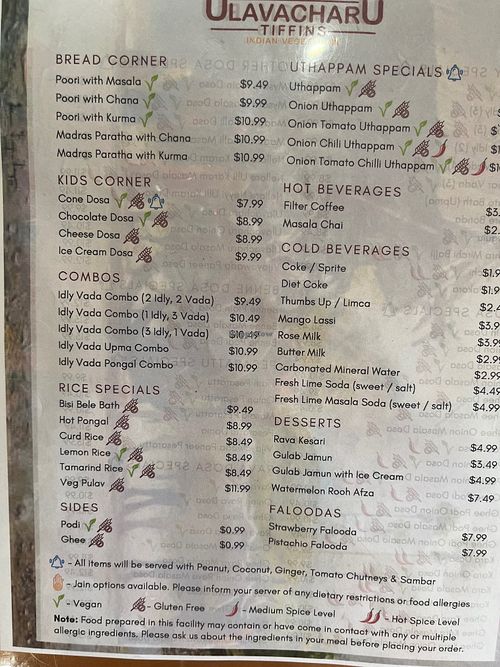 ULAVACHARU
TIFFINS
BREAD CORNER
Poori with Masala $9.49
Poori with Chana $9.99
Poori with Kurma $10.99
Madras Paratha with Chana $10.99
Madras Paratha with Kurma $10.99
KIDS CORNER
Cone Dosa $7.99
Chocolate Dosa $8.99
Cheese Dosa $8.99
Ice Cream Dosa $9.99
COMBOS
Idly Vada Combo (2 Idly, 2 Vada) $9.49
Idly Vada Combo (1 Idly, 3 Vada) $10.49
Idly Vada Combo (3 Idly, 1 Vada) $10.49
Idly Vada Upma Combo $10.99
Idly Vada Pongal Combo $10.99
RICE SPECIALS
Bisi Bele Bath $9.49
Hot Pongal $8.99
Curd Rice $8.49
Lemon Rice $8.49
Tamarind Rice $8.49
Veg Pulav $11.99
SIDES
Podi $0.99
Ghee $0.99
UTHAPPAM SPECIALS
Uthappam
Onion Uthappam
Onion Tomato Uthappam
Onion Chili Uthappam
Onion Tomato Chilli Uthappam
HOT BEVERAGES
Filter Coffee
Masala Chai
COLD BEVERAGES
Coke / Sprite
Diet Coke
Thumbs Up / Limca
Mango Lassi
Rose Milk
Butter Milk
Carbonated Mineral Water $2.99
Fresh Lime Soda (sweet / salt) $4.49
Fresh Lime Masala Soda (sweet / salt) $4.99
DESSERTS
Rava Kesari $4.99
Gulab Jamun $3.49
Gulab Jamun with Ice Cream $4.99
Watermelon Rooh Afza $7.49
FALOODAS
Strawberry Falooda $7.99
Pistachio Falooda $7.99
- All items will be served with Peanut, Coconut, Ginger, Tomato Chutneys & Sambar
- Jain options available. Please inform your server of any dietary restrictions or food allergies
- Vegan - Gluten Free - Medium Spice Level - Hot Spice Level
Note: Food prepared in this facility may contain or have come in contact with any or multiple
allergic ingredients. Please ask us about the ingredients in your meal before placing your order.